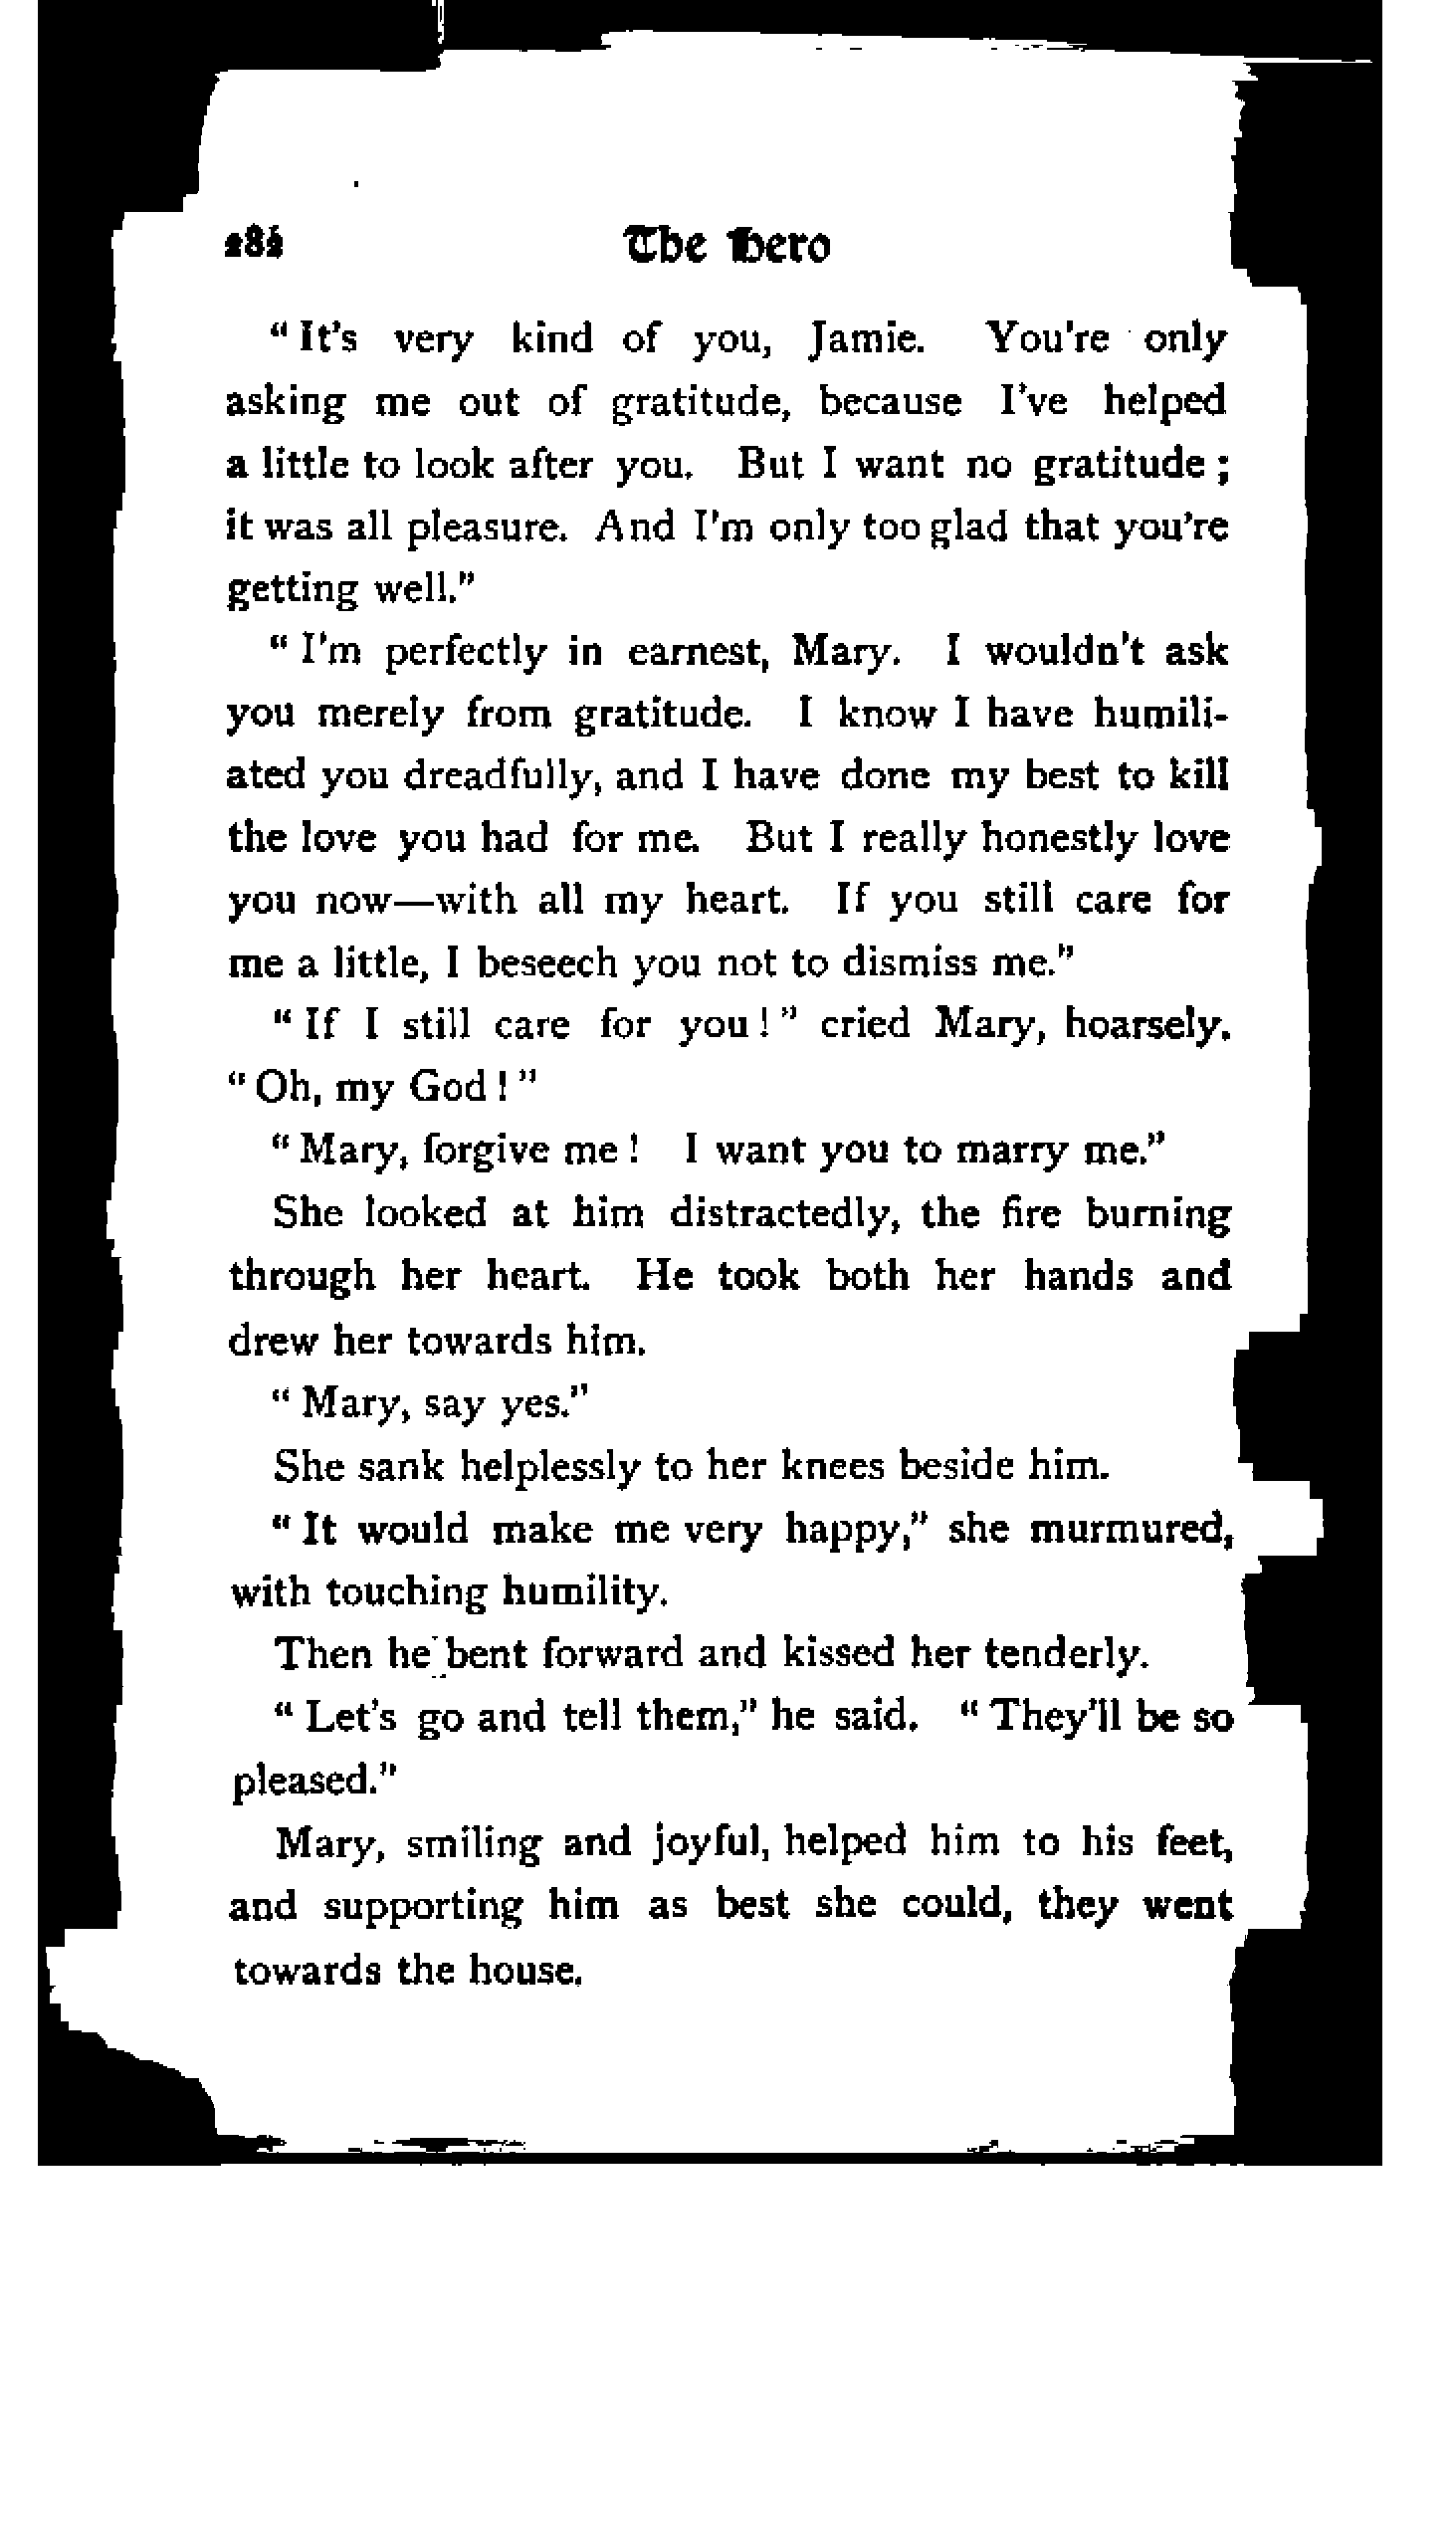 The Hero
“ It's very kind of you, Jamie. You're only
asking me out of gratitude, because I've helped
a little to look after you. But I want no gratitude ;
it was all pleasure. And I'm only too glad that you're
getting well.”
“ I'm perfectly in earnest, Mary. I wouldn't ask
you merely from gratitude. I know I have humili-
ated you dreadfully, and I have done my best to kill
the love you had for me. But I really honestly love
you now—with all my heart. If you still care for
me a little, I beseech you not to dismiss me.”
“ If I still care for you ! ” cried Mary, hoarsely.
“ Oh, my God ! ”
“ Mary, forgive me ! I want you to marry me.”
She looked at him distractedly, the fire burning
through her heart. He took both her hands and
drew her towards him.
“ Mary, say yes.”
She sank helplessly to her knees beside him.
“ It would make me very happy,” she murmured,
with touching humility.
Then he bent forward and kissed her tenderly.
“ Let's go and tell them,” he said. “ They'll be so
pleased.”
Mary, smiling and joyful, helped him to his feet,
and supporting him as best she could, they went
towards the house.